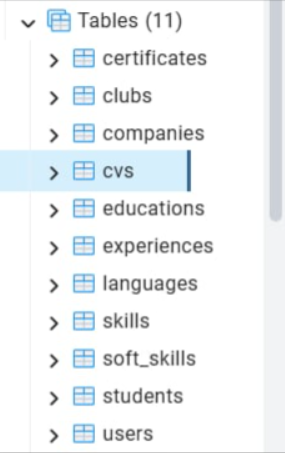 Tables (11)
certificates
clubs
companies
cvs
educations
experiences
languages
skills
soft_skills
students
users